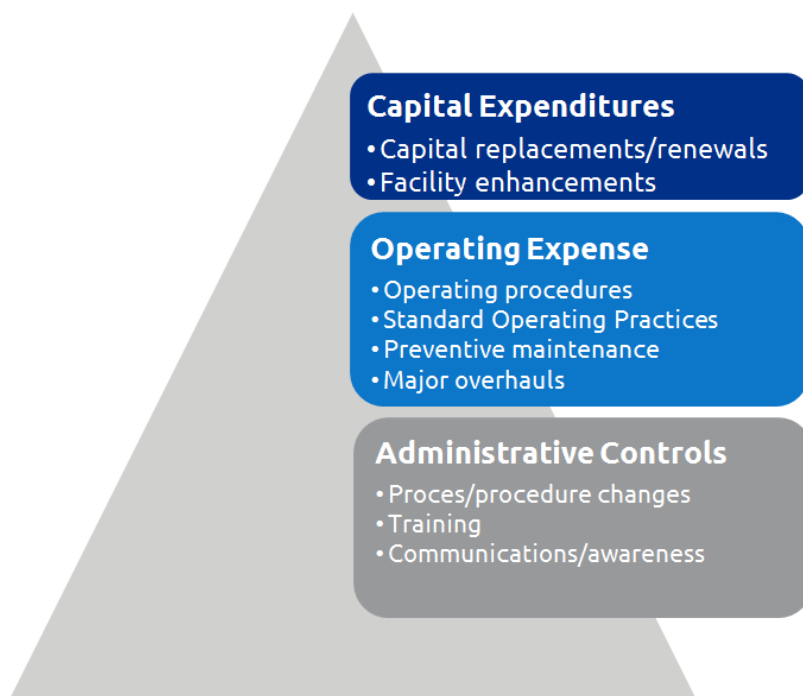 Capital Expenditures
• Capital replacements/renewals
• Facility enhancements
Operating Expense
• Operating procedures
• Standard Operating Practices
• Preventive maintenance
• Major overhauls
Administrative Controls
• Proces/procedure changes
• Training
• Communications/awareness